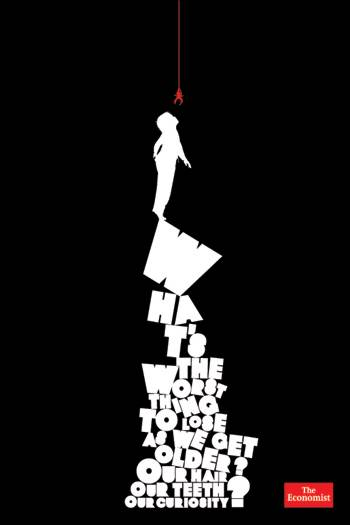 W
HA
T'S
THE
WORST
THING
TO LOSE
AS WE GET
OLDER?
OUR HAIR
OUR TEETH
OUR CURIOSITY?
The
Economist